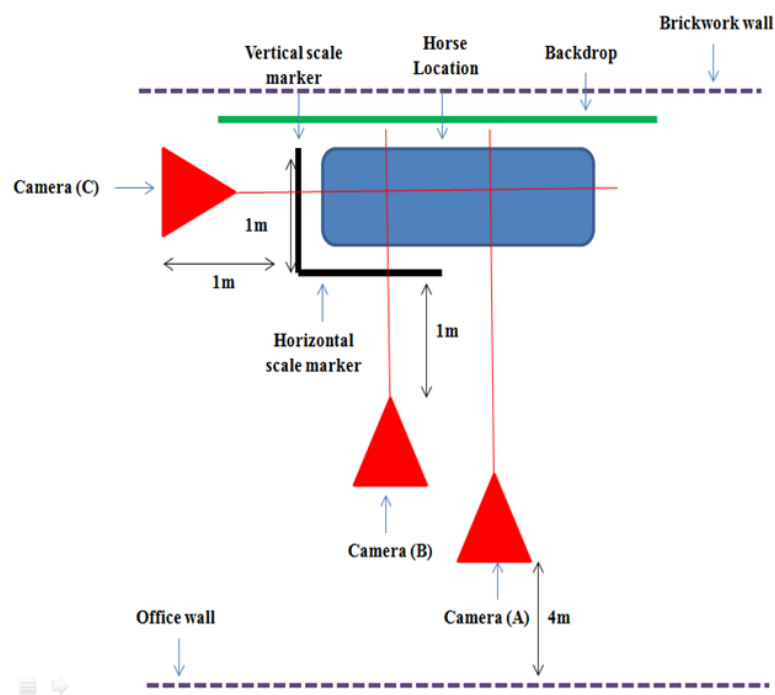 Brickwork wall
Vertical scale
marker
Horse
Location
Backdrop
Camera (C)
1m
1m
1m
Horizontal
scale marker
Camera (B)
Camera (A)
4m
Office wall